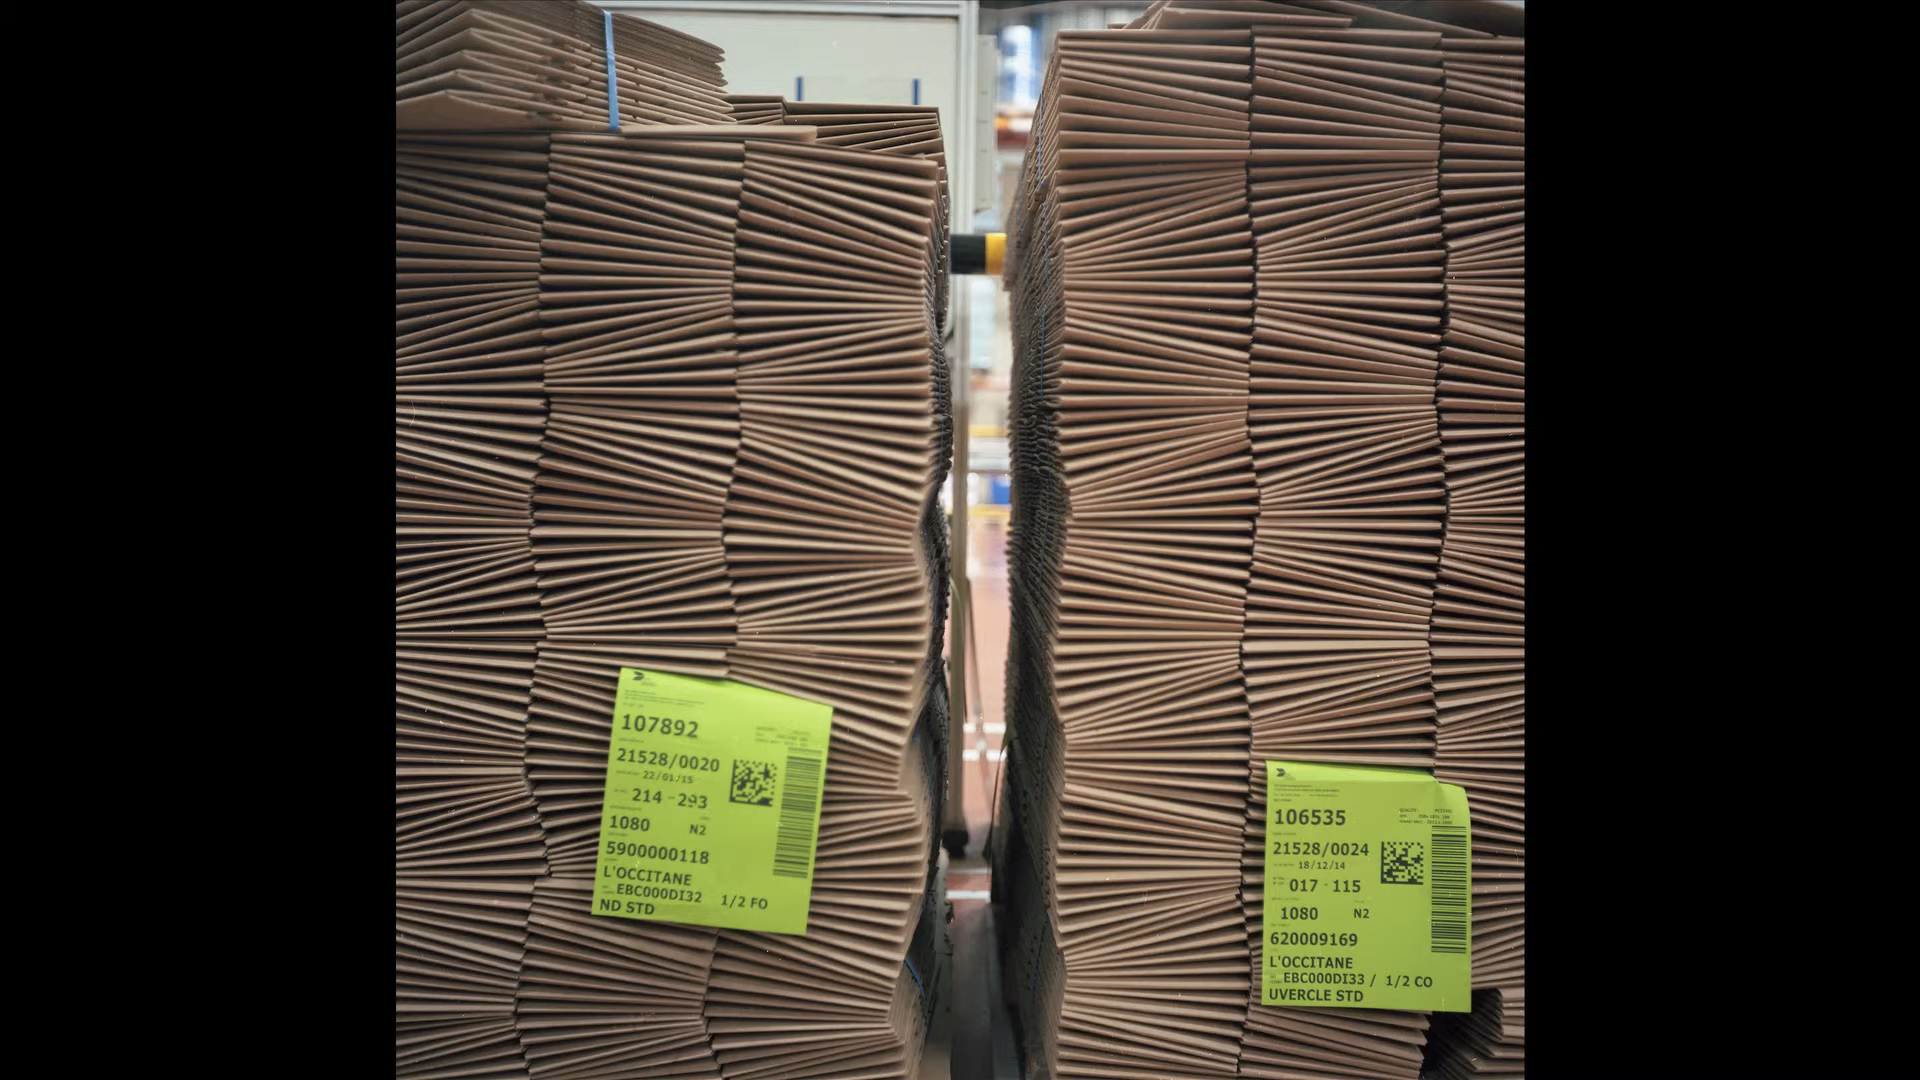 107892
21528/0020
22/01/15
214 - 293
1080 N2
5900000118
L'OCCITANE
EBC000DI32 1/2 FO
ND STD
106535
21528/0024
18/12/14
017 - 115
1080 N2
620009169
L'OCCITANE
EBC000DI33 / 1/2 CO
UVERCLE STD